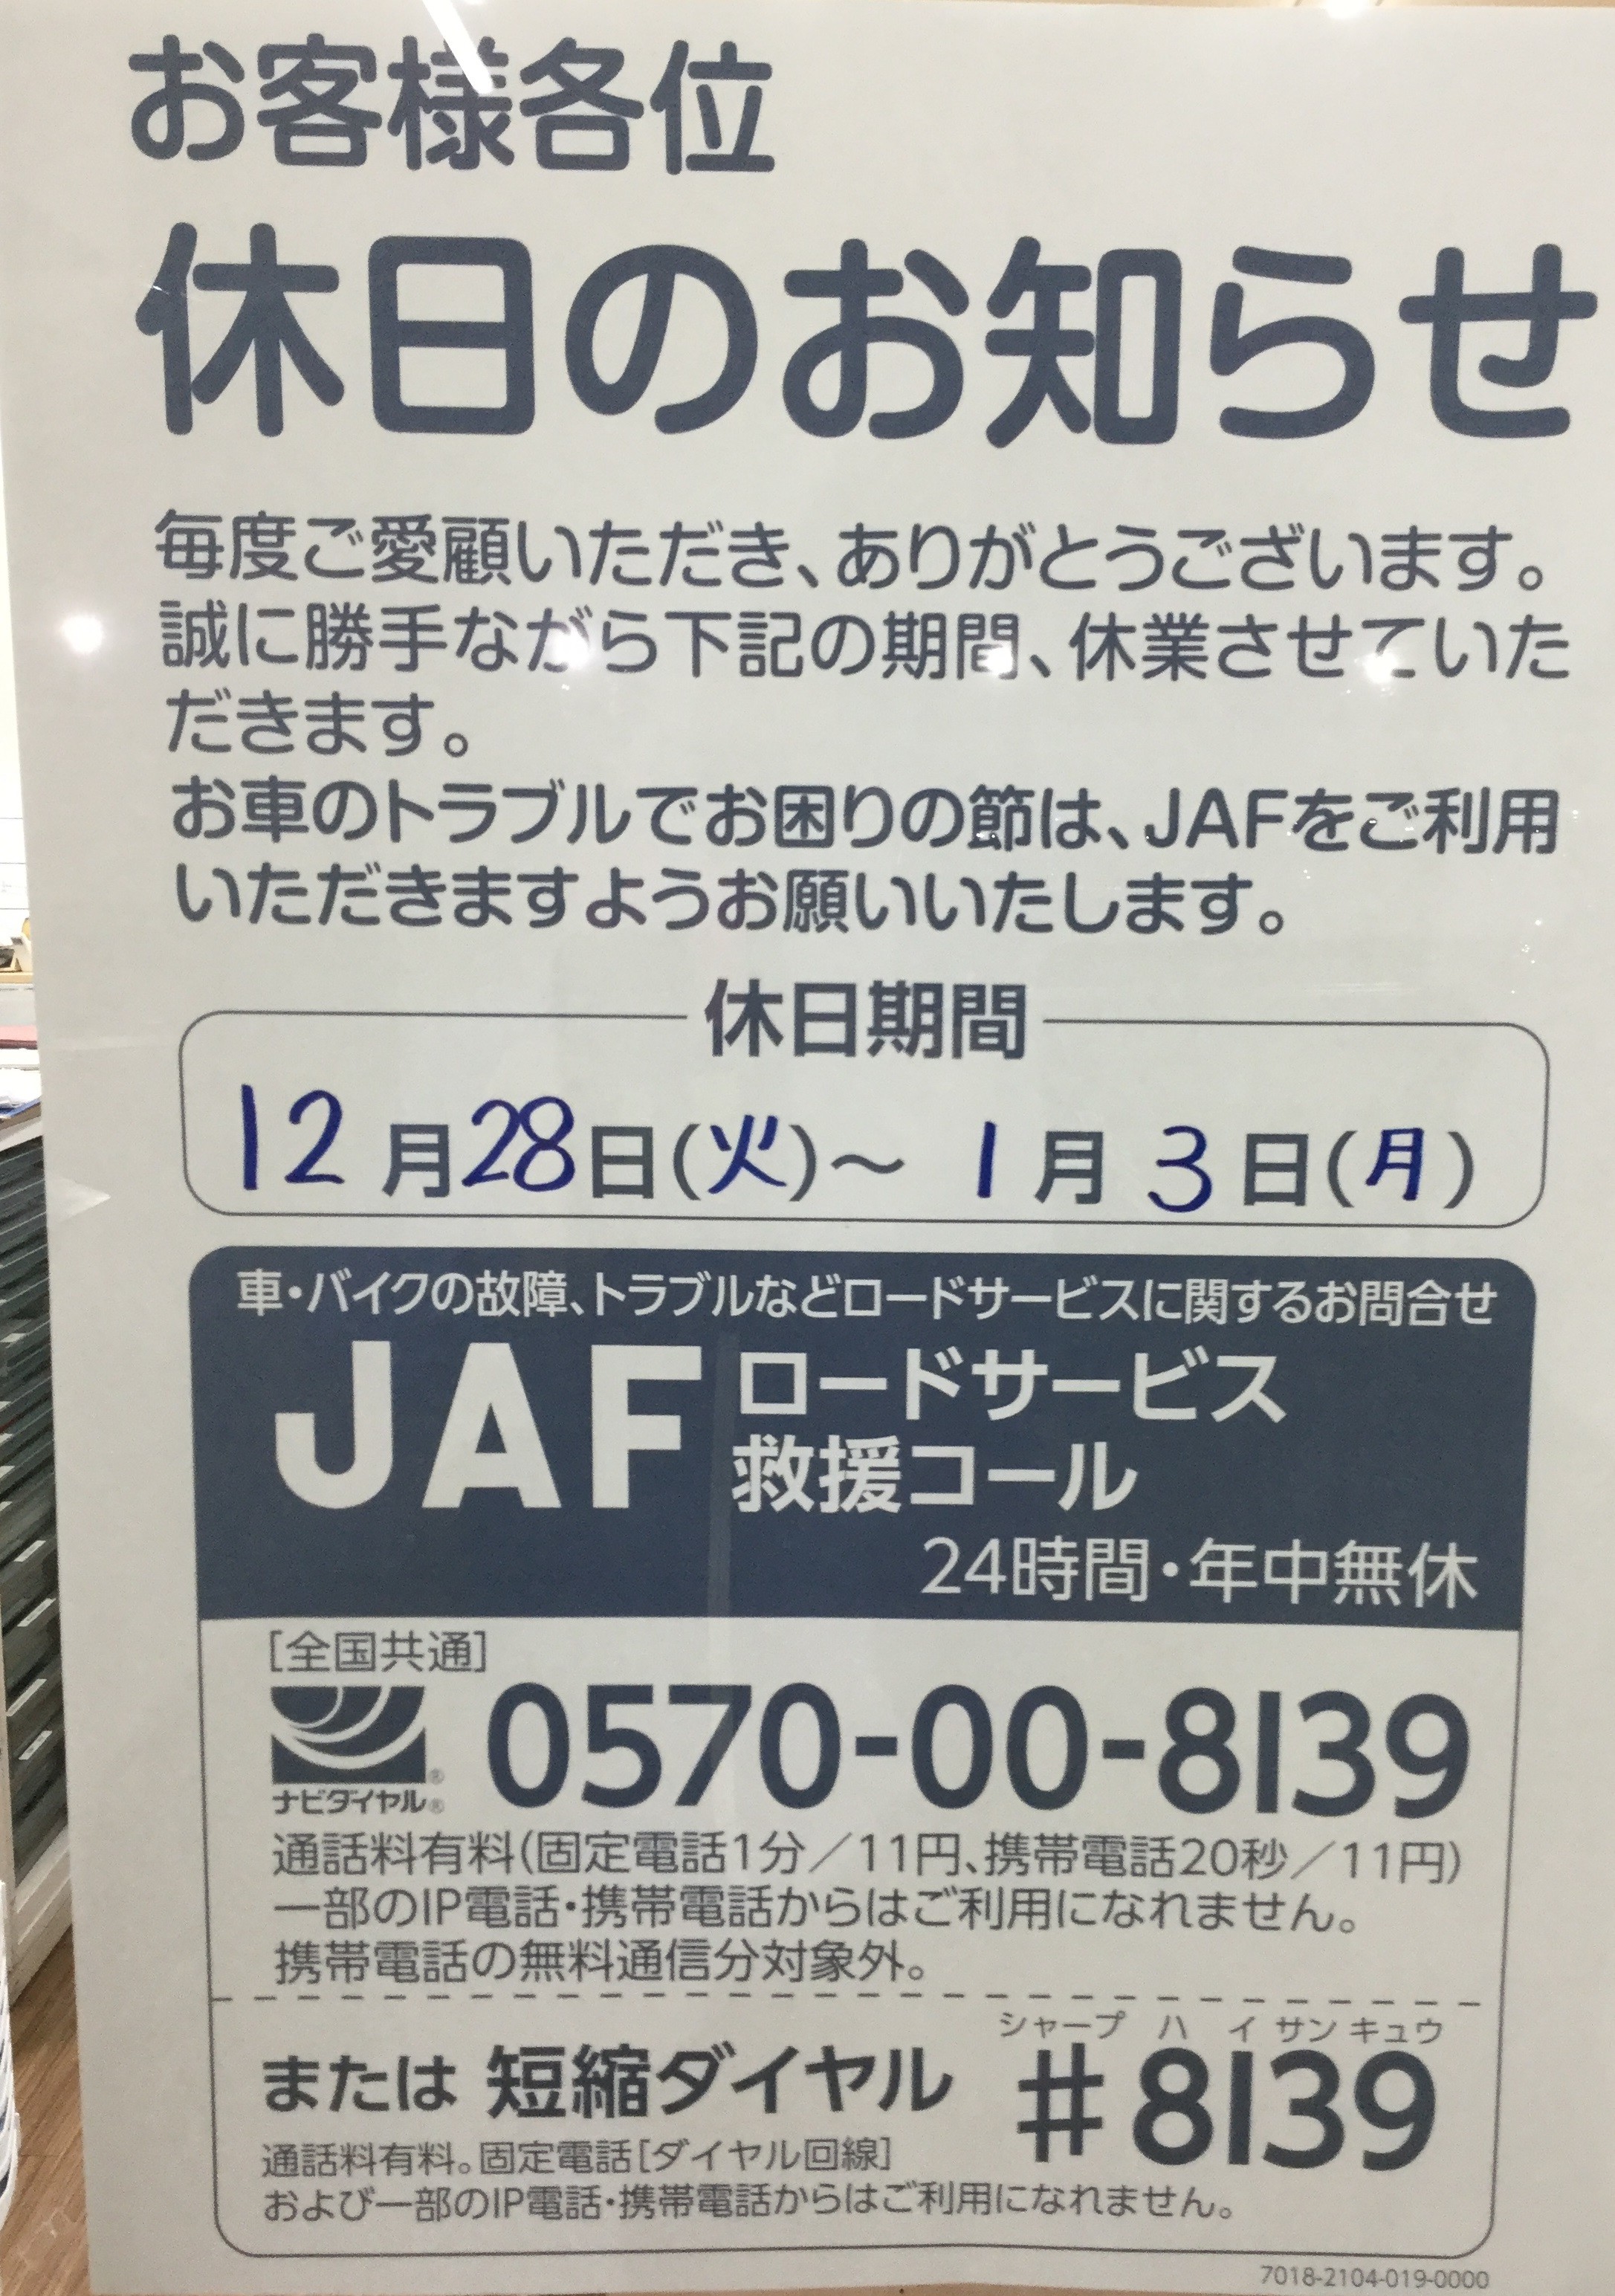 お客様各位
休日のお知らせ
毎度ご愛顧いただき、ありがとうございます。
誠に勝手ながら下記の期間、休業させていた
だきます。
お車のトラブルでお困りの節は、JAFをご利用
いただきますようお願いいたします。
休日期間
12月28日(火)～ 1月3日(月)
車・バイクの故障、トラブルなどロードサービスに関するお問合せ
JAF ロードサービス
救援コール
24時間・年中無休
[全国共通]
0570-00-8139
ナビダイヤル®
通話料有料(固定電話1分／11円、携帯電話20秒／11円)
一部のIP電話・携帯電話からはご利用になれません。
携帯電話の無料通信分対象外。
シャープ ハ イ サン キュウ
または 短縮ダイヤル #8139
通話料有料。固定電話[ダイヤル回線]
および一部のIP電話・携帯電話からはご利用になれません。
7018-2104-019-0000